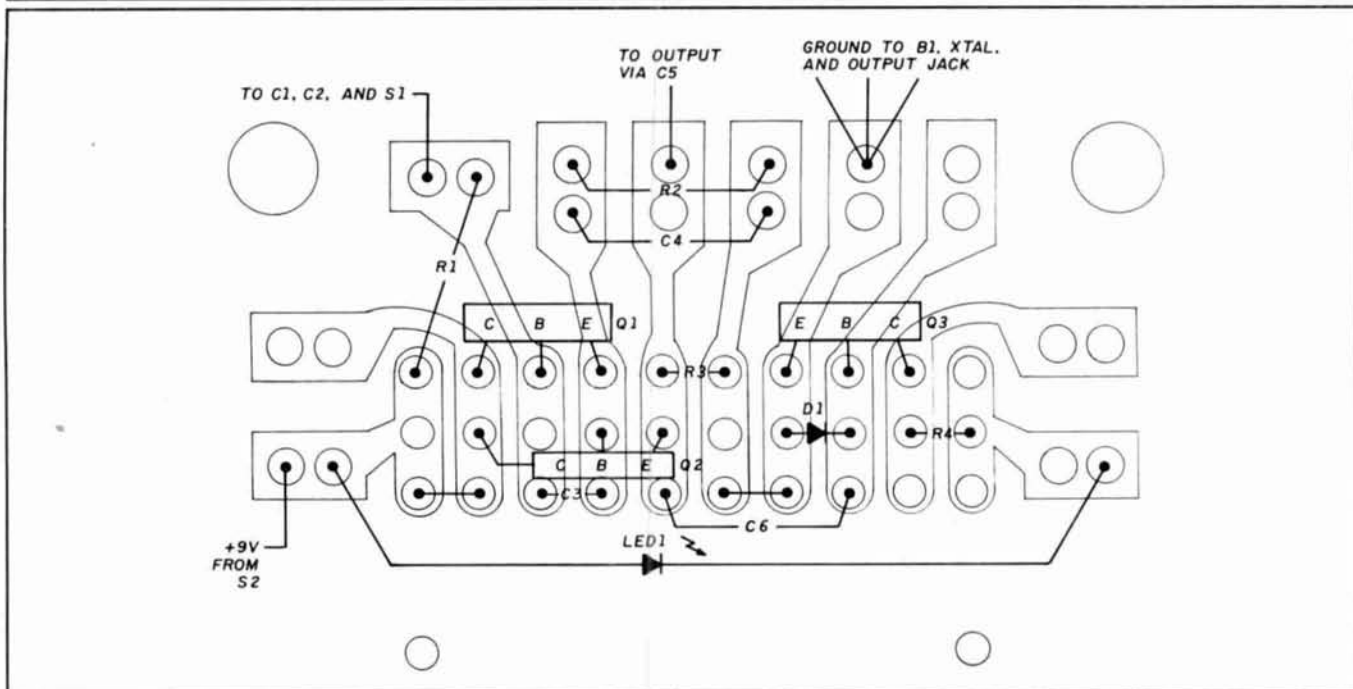 TO OUTPUT
VIA C5
GROUND TO B1, XTAL.
AND OUTPUT JACK
TO C1, C2, AND S1
R2
C4
R1
C B E Q1
E B C Q3
R3
D1
R4
C B E Q2
C3
C6
+9V
FROM
S2
LED1